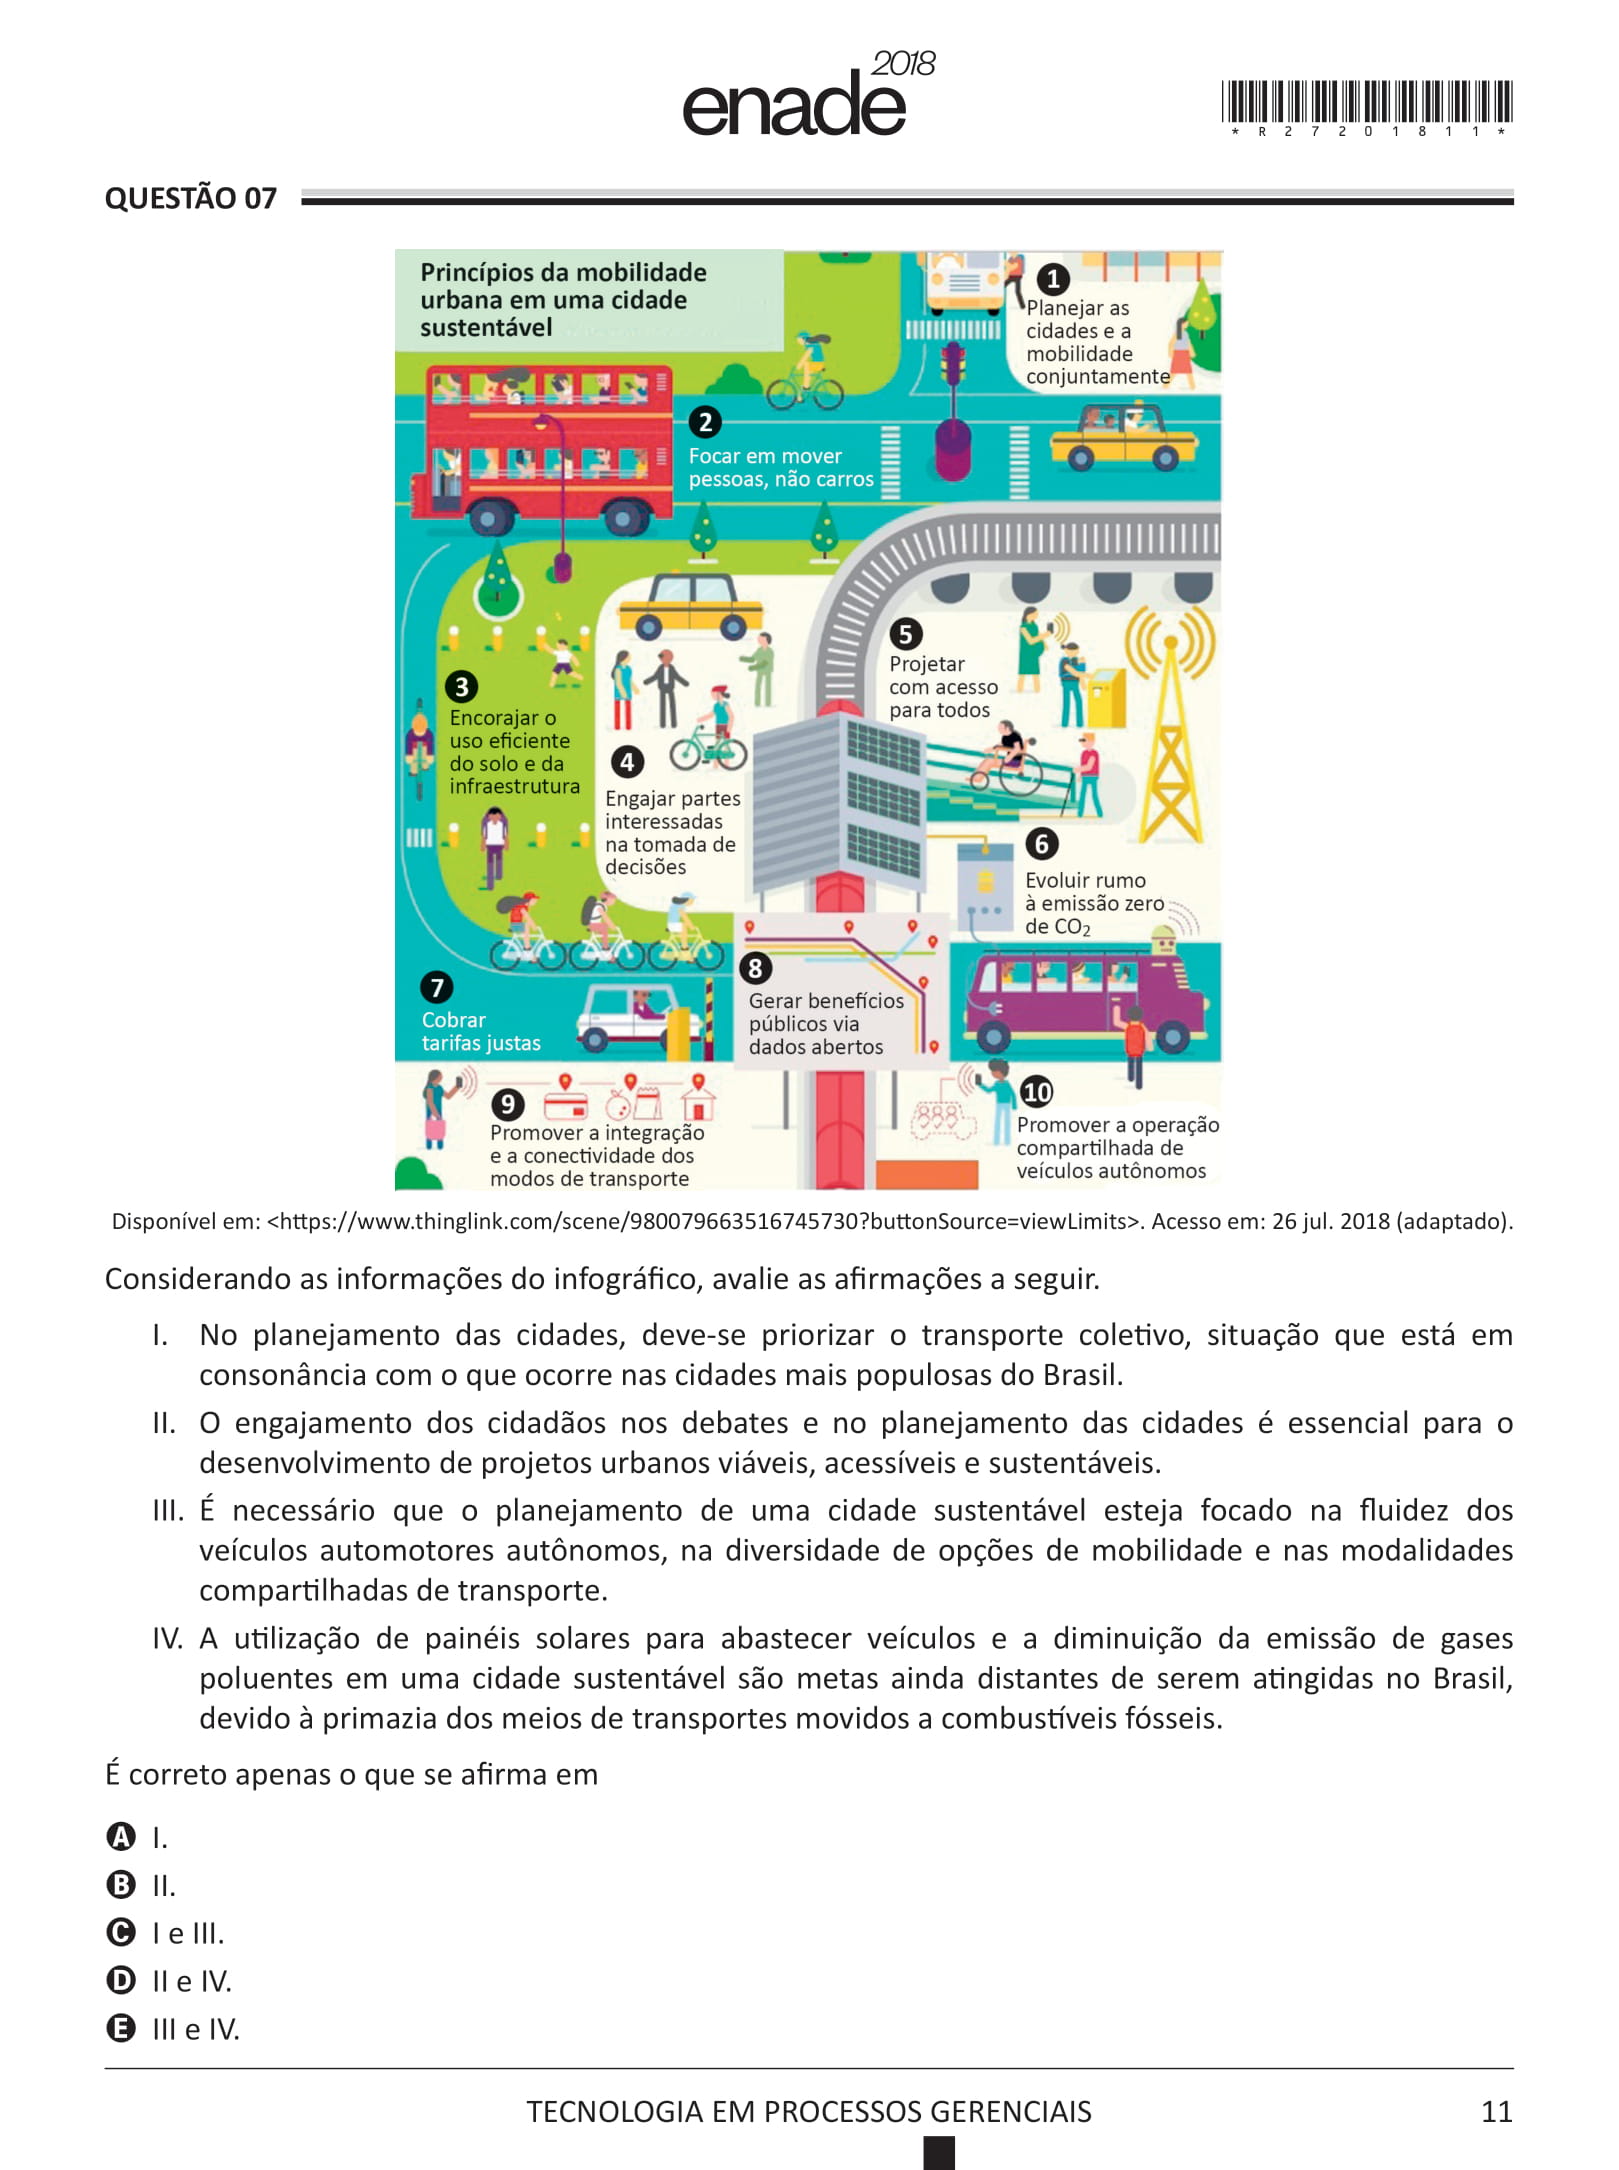 enade 2018
* R 2 7 2 0 1 8 1 1 *
QUESTÃO 07
Princípios da mobilidade
urbana em uma cidade
sustentável
1
Planejar as
cidades e a
mobilidade
conjuntamente
2
Focar em mover
pessoas, não carros
3
Encorajar o
uso eficiente
do solo e da
infraestrutura
4
Engajar partes
interessadas
na tomada de
decisões
5
Projetar
com acesso
para todos
6
Evoluir rumo
à emissão zero
de CO2
7
Cobrar
tarifas justas
8
Gerar benefícios
públicos via
dados abertos
9
Promover a integração
e a conectividade dos
modos de transporte
10
Promover a operação
compartilhada de
veículos autônomos
Disponível em: <https://www.thinglink.com/scene/980079663516745730?buttonSource=viewLimits>. Acesso em: 26 jul. 2018 (adaptado).
Considerando as informações do infográfico, avalie as afirmações a seguir.
I. No planejamento das cidades, deve-se priorizar o transporte coletivo, situação que está em
consonância com o que ocorre nas cidades mais populosas do Brasil.
II. O engajamento dos cidadãos nos debates e no planejamento das cidades é essencial para o
desenvolvimento de projetos urbanos viáveis, acessíveis e sustentáveis.
III. É necessário que o planejamento de uma cidade sustentável esteja focado na fluidez dos
veículos automotores autônomos, na diversidade de opções de mobilidade e nas modalidades
compartilhadas de transporte.
IV. A utilização de painéis solares para abastecer veículos e a diminuição da emissão de gases
poluentes em uma cidade sustentável são metas ainda distantes de serem atingidas no Brasil,
devido à primazia dos meios de transportes movidos a combustíveis fósseis.
É correto apenas o que se afirma em
A I.
B II.
C I e III.
D II e IV.
E III e IV.
TECNOLOGIA EM PROCESSOS GERENCIAIS 11